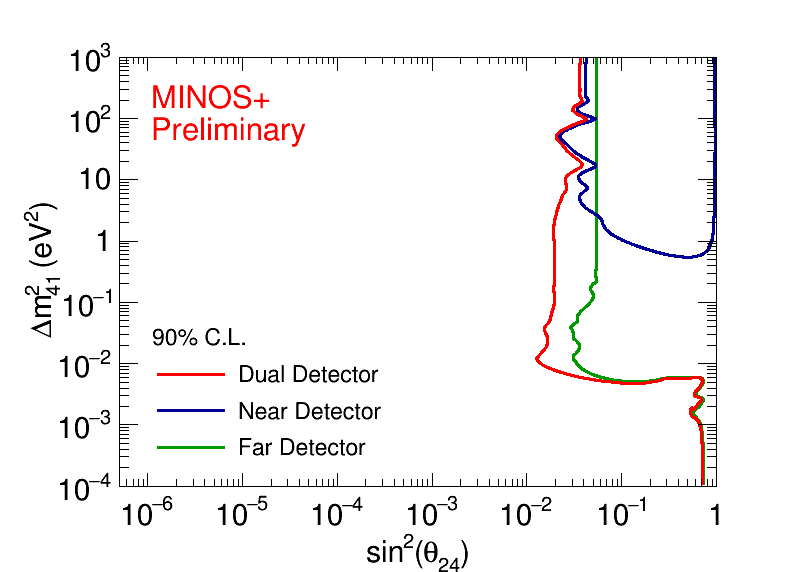 MINOS+
Preliminary
90% C.L.
Dual Detector
Near Detector
Far Detector
Δm²₄₁ (eV²)
10³
10²
10
1
10⁻¹
10⁻²
10⁻³
10⁻⁴
10⁻⁶ 10⁻⁵ 10⁻⁴ 10⁻³ 10⁻² 10⁻¹ 1
sin²(θ₂₄)